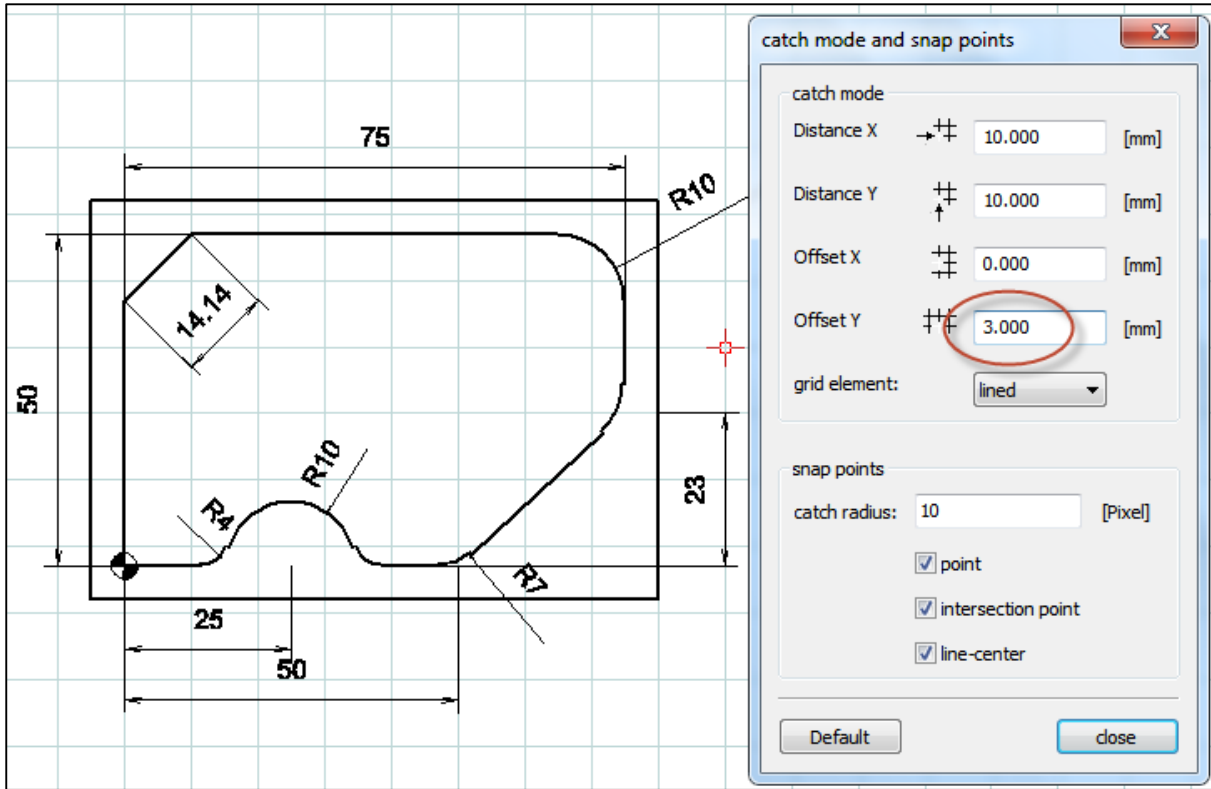 75
R10
14.14
50
R10
R4
23
R7
25
50
catch mode and snap points
catch mode
Distance X 10.000 [mm]
Distance Y 10.000 [mm]
Offset X 0.000 [mm]
Offset Y 3.000 [mm]
grid element: lined
snap points
catch radius: 10 [Pixel]
point
intersection point
line-center
Default close